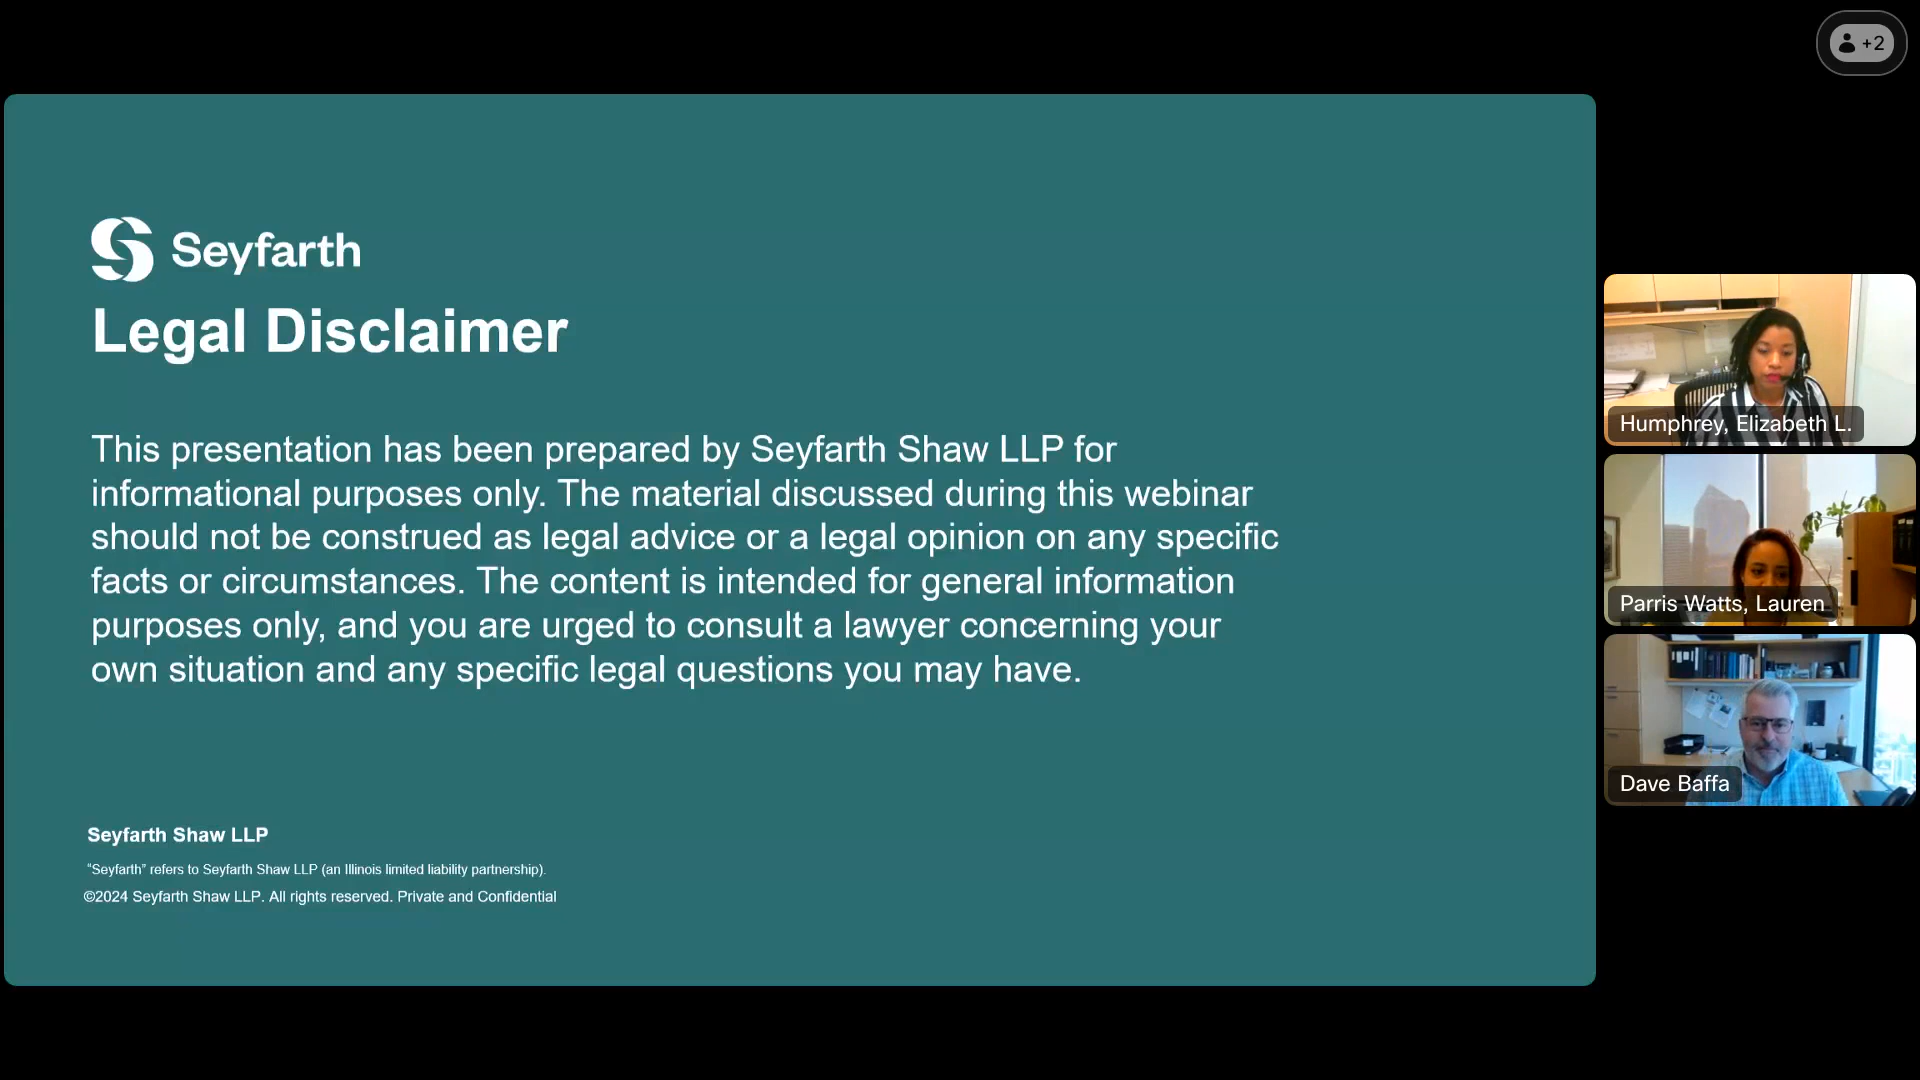 +2
Seyfarth
Legal Disclaimer
This presentation has been prepared by Seyfarth Shaw LLP for
informational purposes only. The material discussed during this webinar
should not be construed as legal advice or a legal opinion on any specific
facts or circumstances. The content is intended for general information
purposes only, and you are urged to consult a lawyer concerning your
own situation and any specific legal questions you may have.
Seyfarth Shaw LLP
“Seyfarth” refers to Seyfarth Shaw LLP (an Illinois limited liability partnership).
©2024 Seyfarth Shaw LLP. All rights reserved. Private and Confidential
Humphrey, Elizabeth L.
Parris Watts, Lauren
Dave Baffa